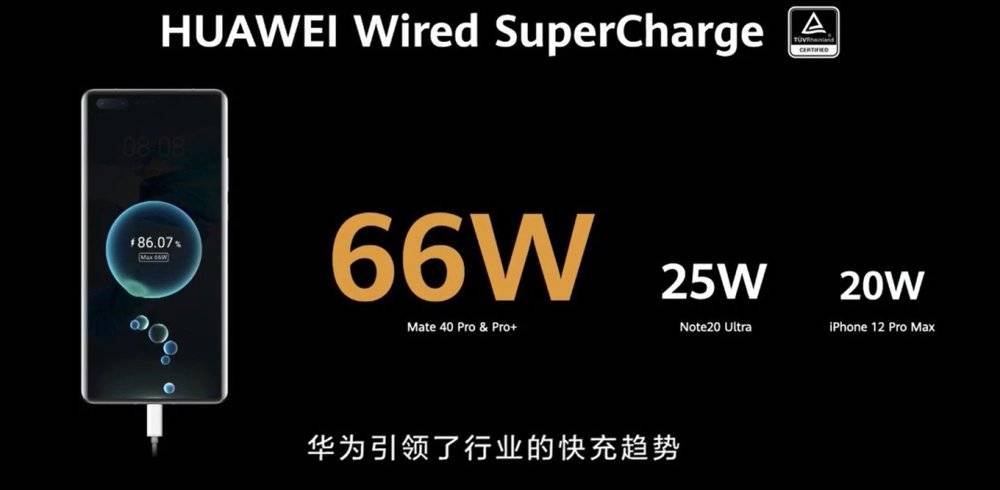 HUAWEI Wired SuperCharge
TÜVRheinland
CERTIFIED
08:08
86.07%
Max 66W
66W
Mate 40 Pro & Pro+
25W
Note20 Ultra
20W
iPhone 12 Pro Max
华为引领了行业的快充趋势